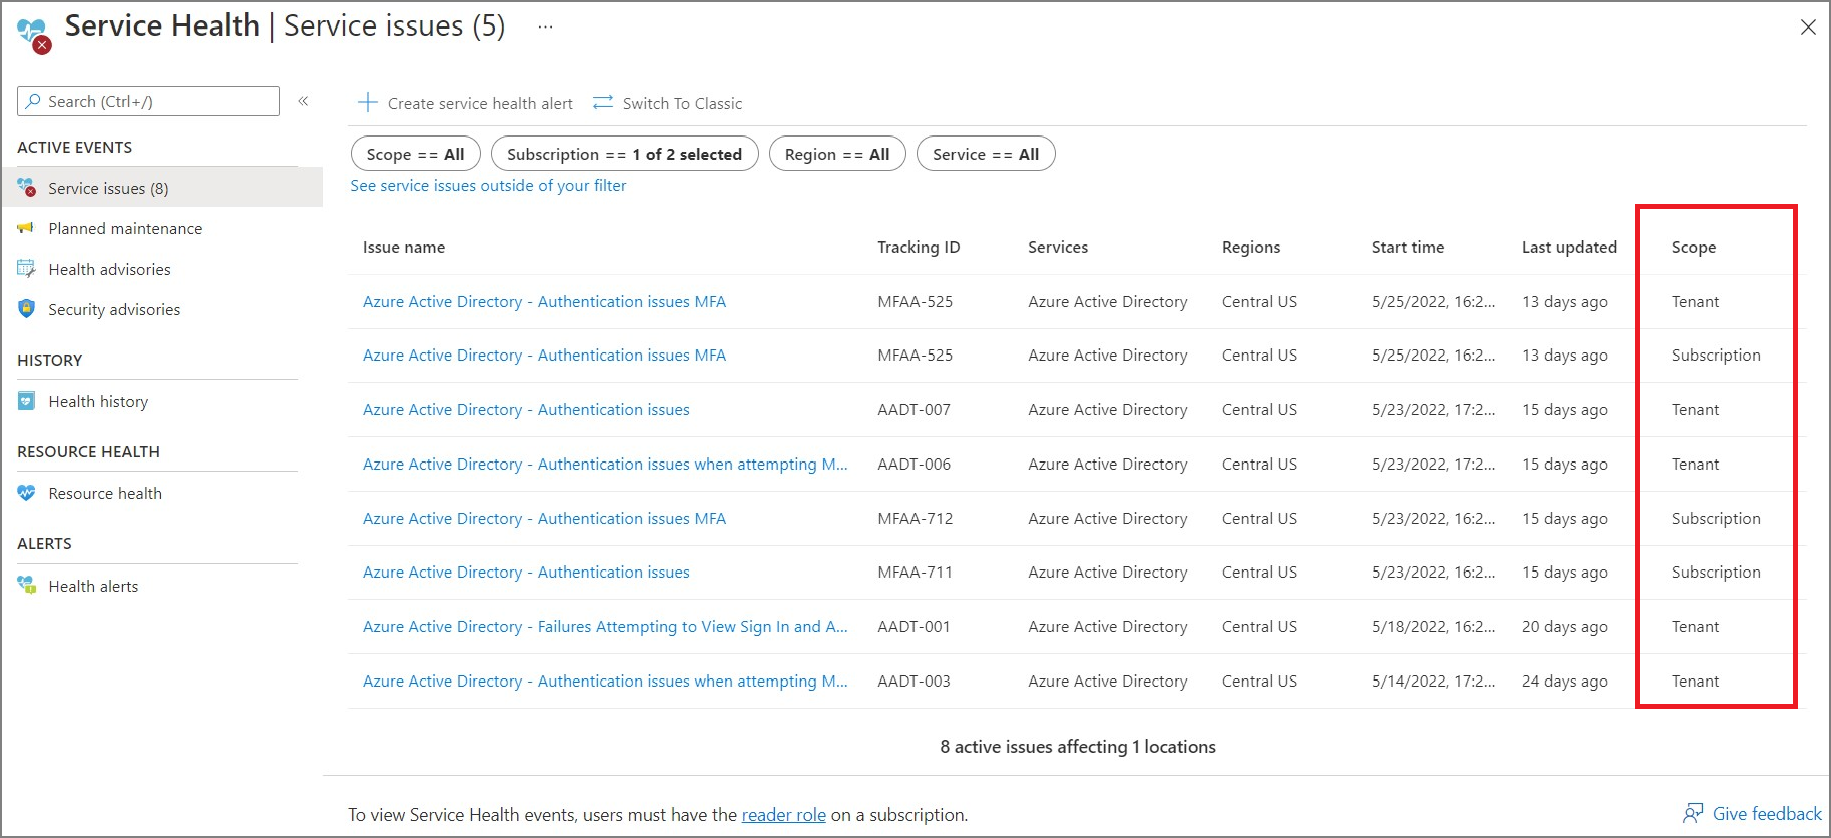 Service Health | Service issues (5) ...
Search (Ctrl+/) «
ACTIVE EVENTS
Service issues (8)
Planned maintenance
Health advisories
Security advisories
HISTORY
Health history
RESOURCE HEALTH
Resource health
ALERTS
Health alerts
Create service health alert Switch To Classic
Scope == All Subscription == 1 of 2 selected Region == All Service == All
See service issues outside of your filter
Issue name Tracking ID Services Regions Start time Last updated Scope
Azure Active Directory - Authentication issues MFA MFAA-525 Azure Active Directory Central US 5/25/2022, 16:2... 13 days ago Tenant
Azure Active Directory - Authentication issues MFA MFAA-525 Azure Active Directory Central US 5/25/2022, 16:2... 13 days ago Subscription
Azure Active Directory - Authentication issues AADT-007 Azure Active Directory Central US 5/23/2022, 17:2... 15 days ago Tenant
Azure Active Directory - Authentication issues when attempting M... AADT-006 Azure Active Directory Central US 5/23/2022, 17:2... 15 days ago Tenant
Azure Active Directory - Authentication issues MFA MFAA-712 Azure Active Directory Central US 5/23/2022, 16:2... 15 days ago Subscription
Azure Active Directory - Authentication issues MFAA-711 Azure Active Directory Central US 5/23/2022, 16:2... 15 days ago Subscription
Azure Active Directory - Failures Attempting to View Sign In and A... AADT-001 Azure Active Directory Central US 5/18/2022, 16:2... 20 days ago Tenant
Azure Active Directory - Authentication issues when attempting M... AADT-003 Azure Active Directory Central US 5/14/2022, 17:2... 24 days ago Tenant
8 active issues affecting 1 locations
To view Service Health events, users must have the reader role on a subscription.
Give feedback